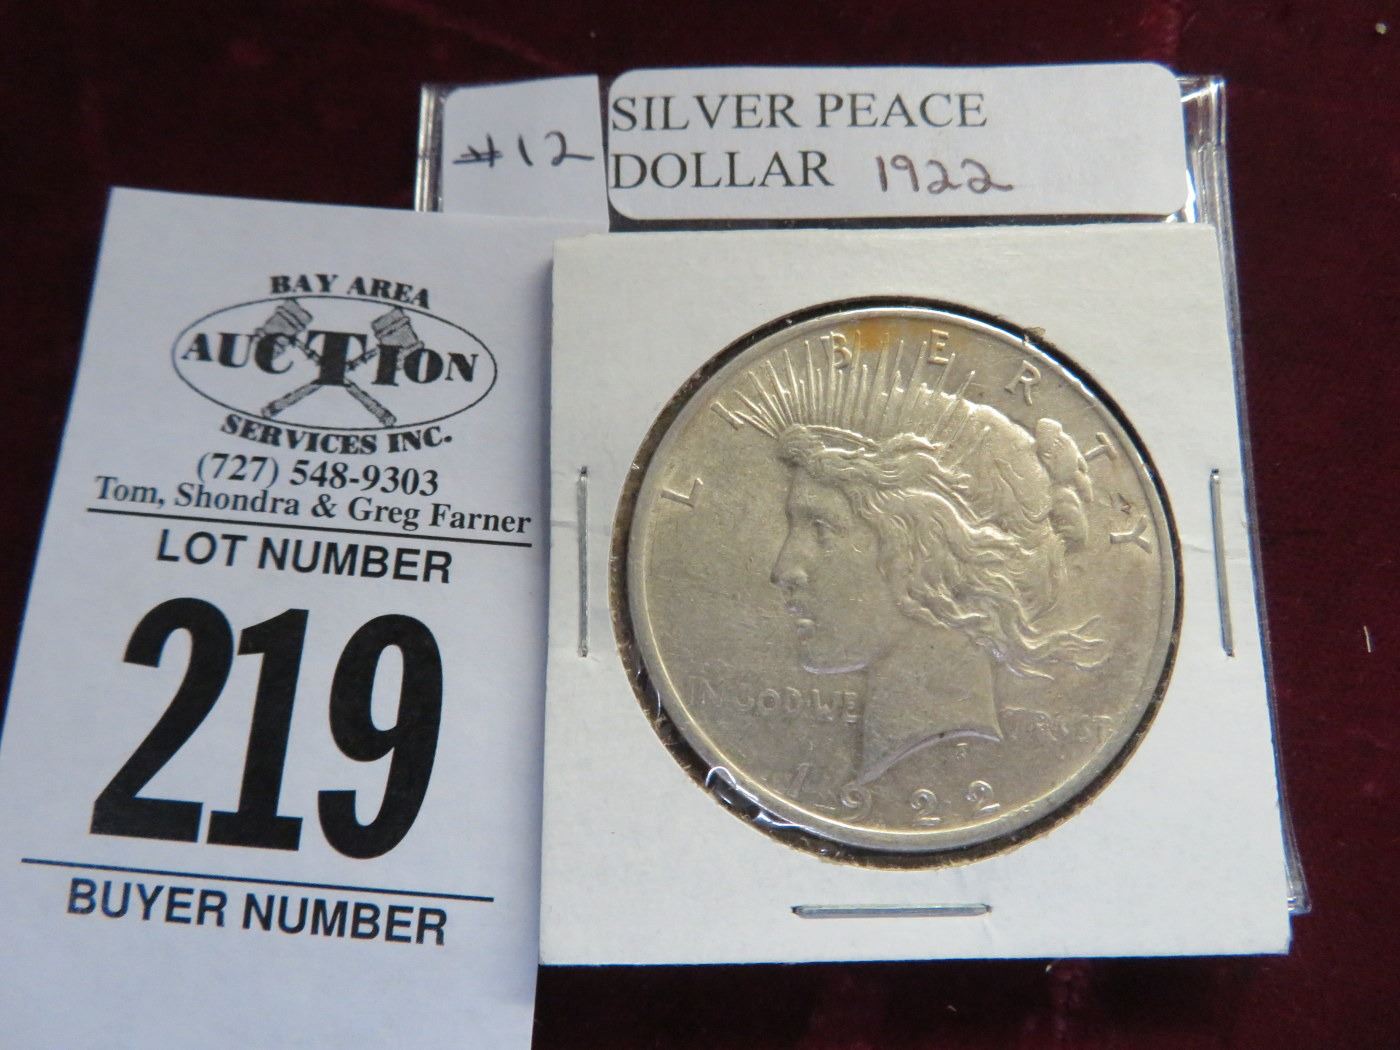 #12
SILVER PEACE
DOLLAR 1922
BAY AREA
AUCTION
SERVICES INC.
(727) 548-9303
Tom, Shondra & Greg Farner
LOT NUMBER
219
BUYER NUMBER
LIBERTY
IN GOD WE TRVST
1922